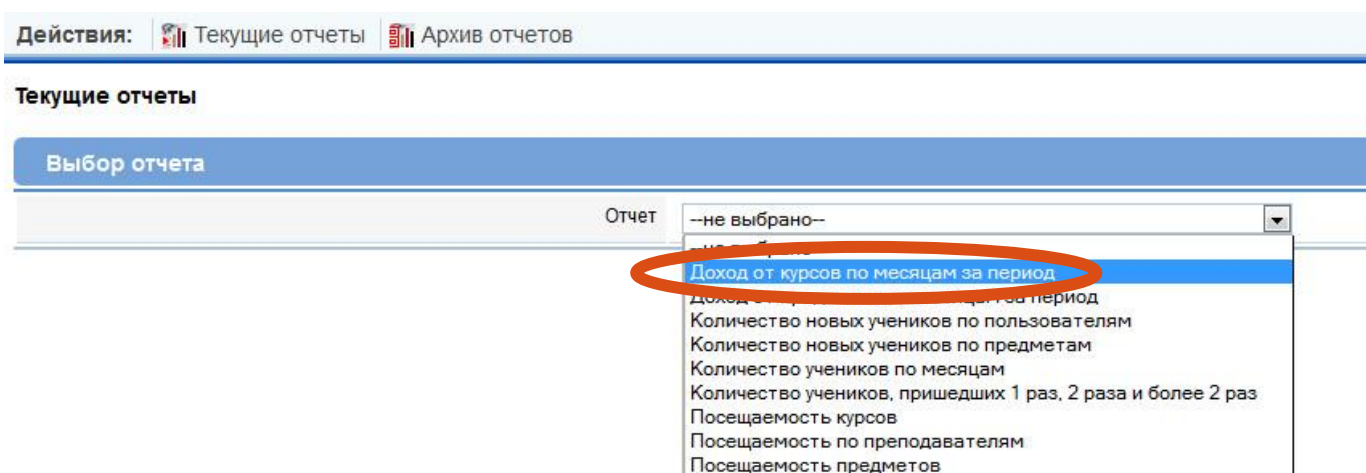 Действия: Текущие отчеты Архив отчетов
Текущие отчеты
Выбор отчета
Отчет --не выбрано--
Доход от курсов по месяцам за период
за период
Количество новых учеников по пользователям
Количество новых учеников по предметам
Количество учеников по месяцам
Количество учеников, пришедших 1 раз, 2 раза и более 2 раз
Посещаемость курсов
Посещаемость по преподавателям
Посещаемость предметов